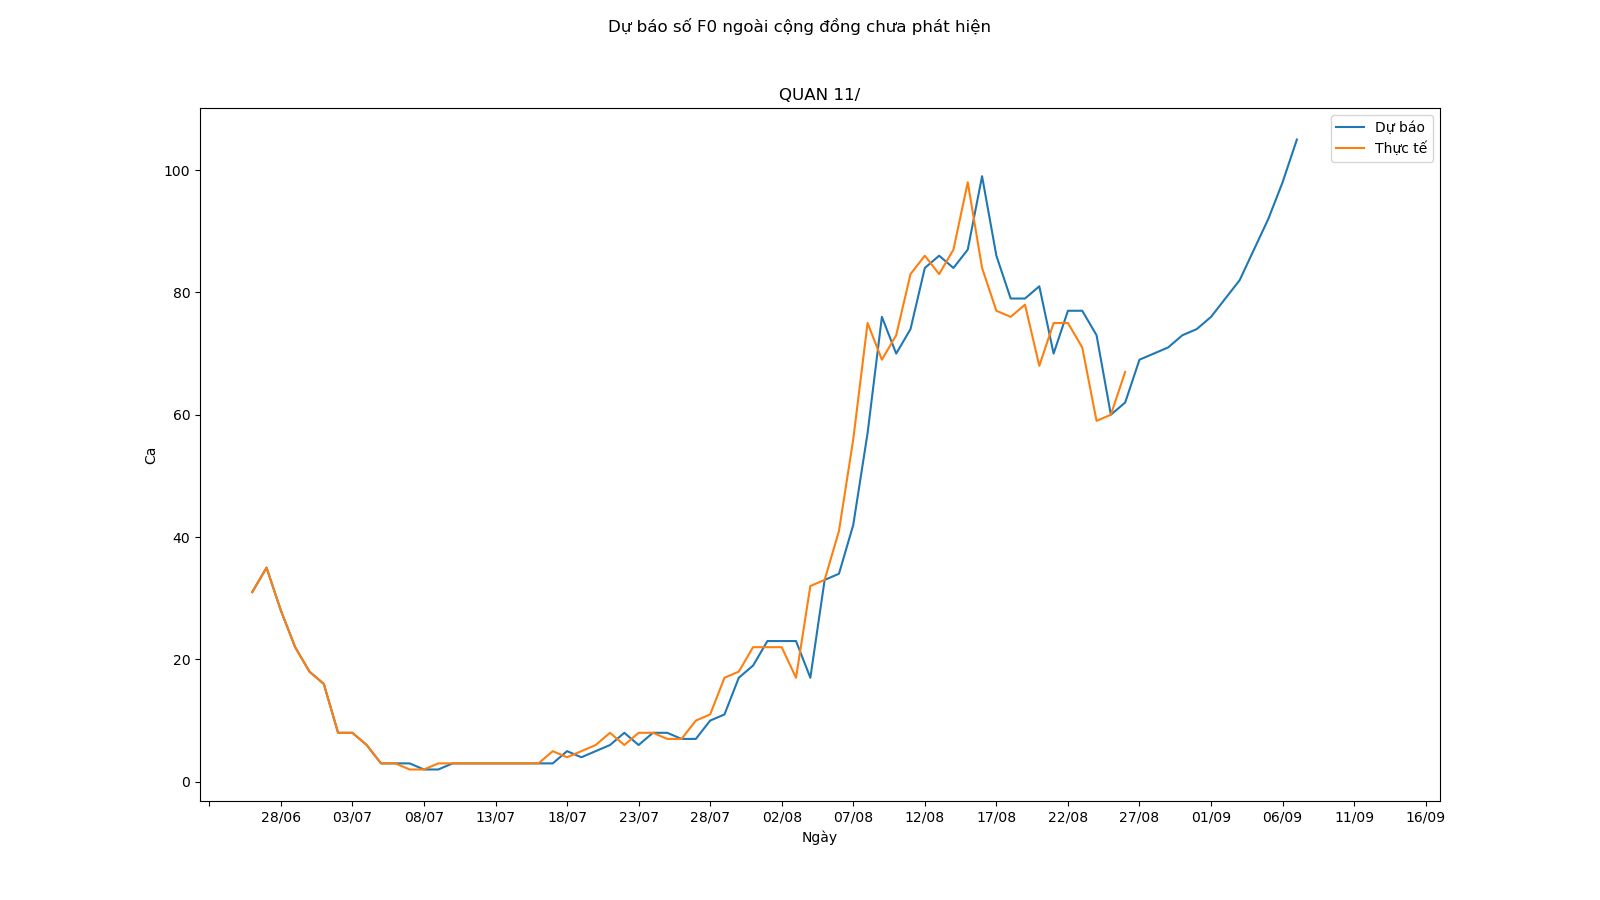 Dự báo số F0 ngoài cộng đồng chưa phát hiện
QUAN 11/
Dự báo
Thực tế
100
80
60
40
20
0
Ca
28/06 03/07 08/07 13/07 18/07 23/07 28/07 02/08 07/08 12/08 17/08 22/08 27/08 01/09 06/09 11/09 16/09
Ngày